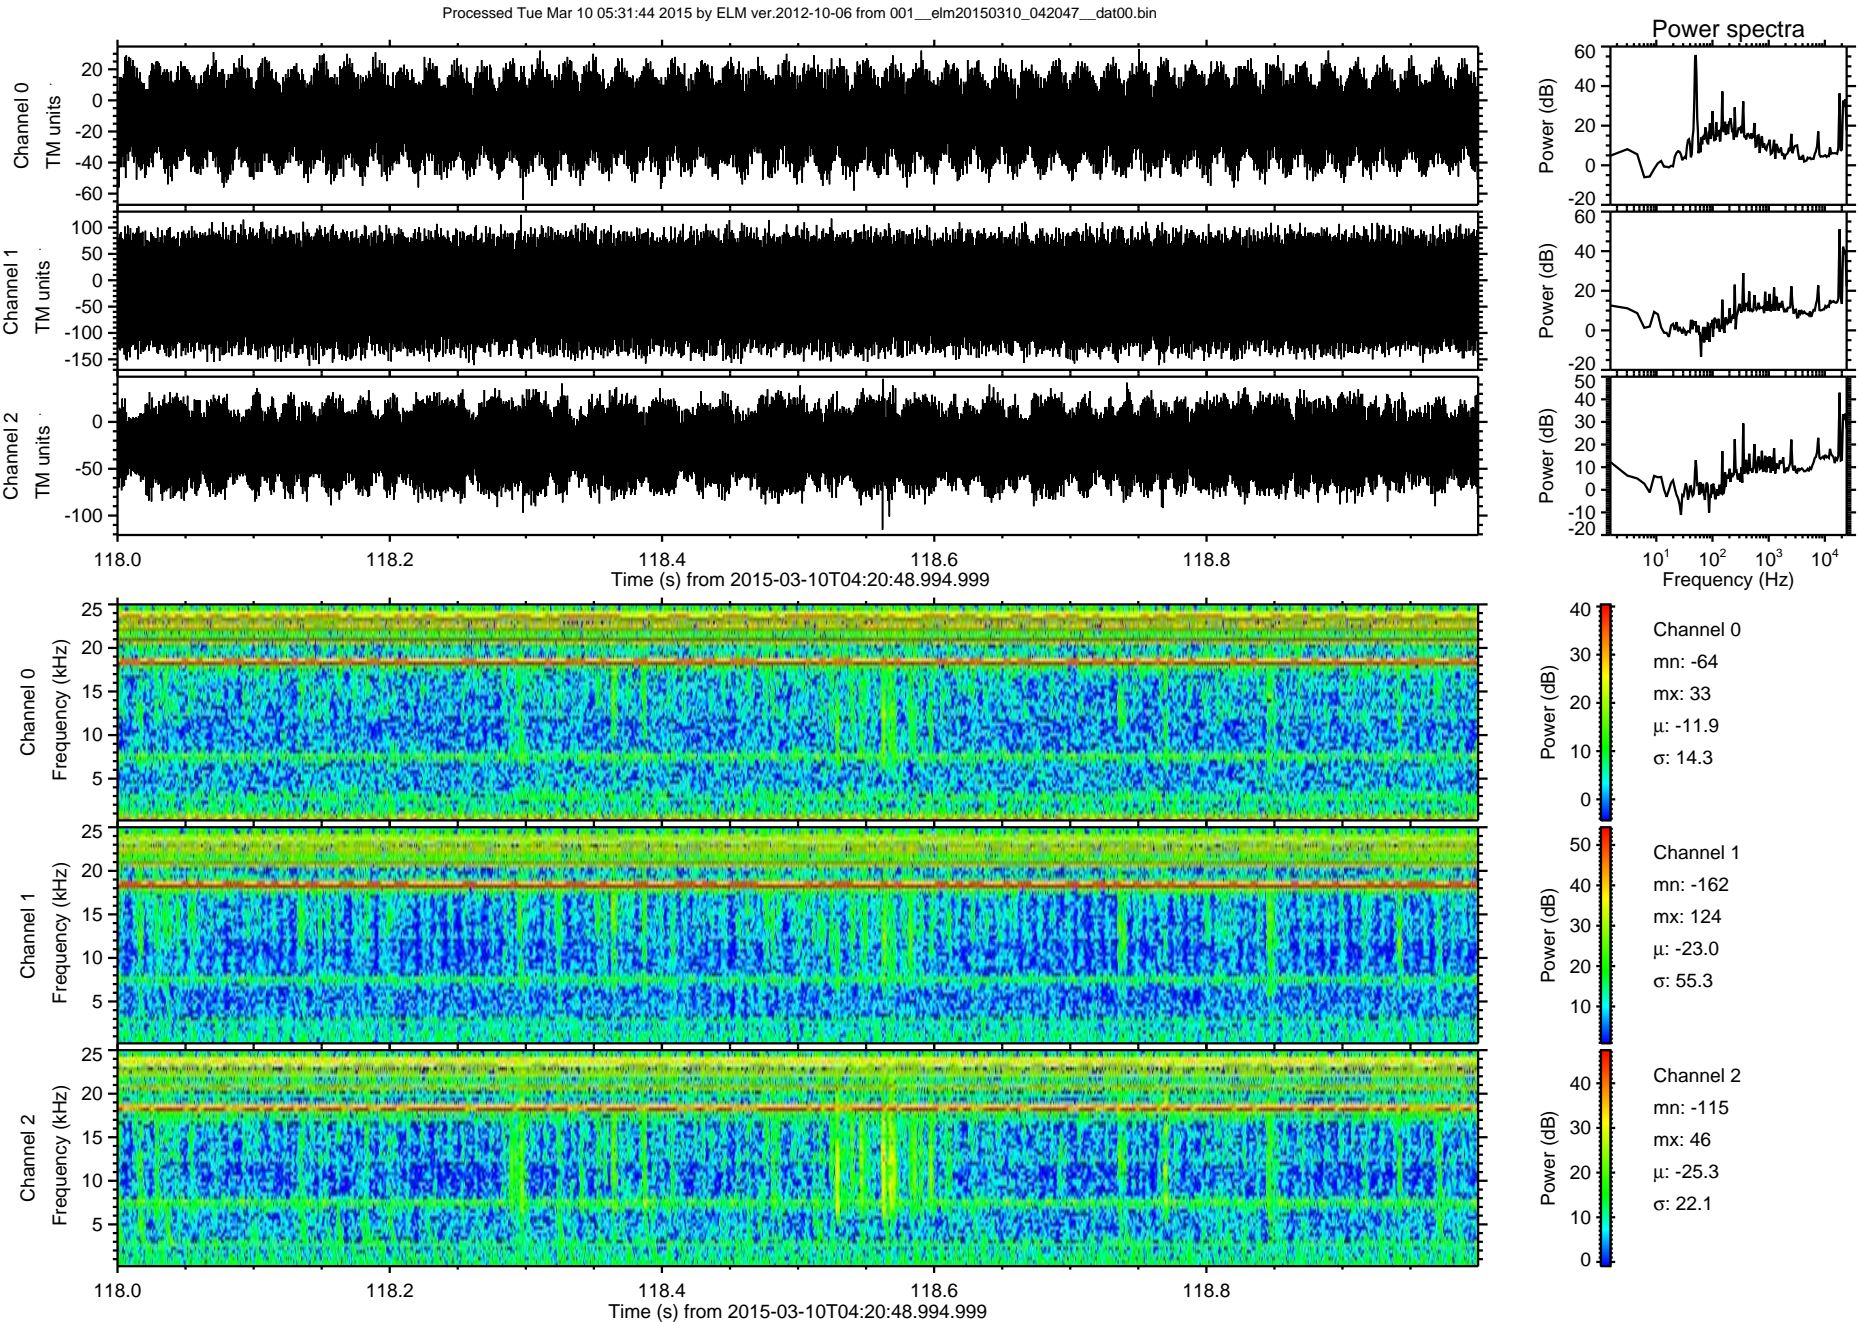 Processed Tue Mar 10 05:31:44 2015 by ELM ver.2012-10-06 from 001__elm20150310_042047__dat00.bin
Power spectra
Channel 0
TM units
20
0
-20
-40
-60
Power (dB)
60
40
20
0
-20
Channel 1
TM units
100
50
0
-50
-100
-150
Power (dB)
60
40
20
0
-20
Channel 2
TM units
0
-50
-100
Power (dB)
50
40
30
20
10
0
-10
-20
118.0 118.2 118.4 118.6 118.8
Time (s) from 2015-03-10T04:20:48.994.999
10¹ 10² 10³ 10⁴
Frequency (Hz)
Channel 0
Frequency (kHz)
25
20
15
10
5
Power (dB)
40
30
20
10
0
Channel 0
mn: -64
mx: 33
µ: -11.9
σ: 14.3
Channel 1
Frequency (kHz)
25
20
15
10
5
Power (dB)
50
40
30
20
10
Channel 1
mn: -162
mx: 124
µ: -23.0
σ: 55.3
Channel 2
Frequency (kHz)
25
20
15
10
5
Power (dB)
40
30
20
10
0
Channel 2
mn: -115
mx: 46
µ: -25.3
σ: 22.1
118.0 118.2 118.4 118.6 118.8
Time (s) from 2015-03-10T04:20:48.994.999